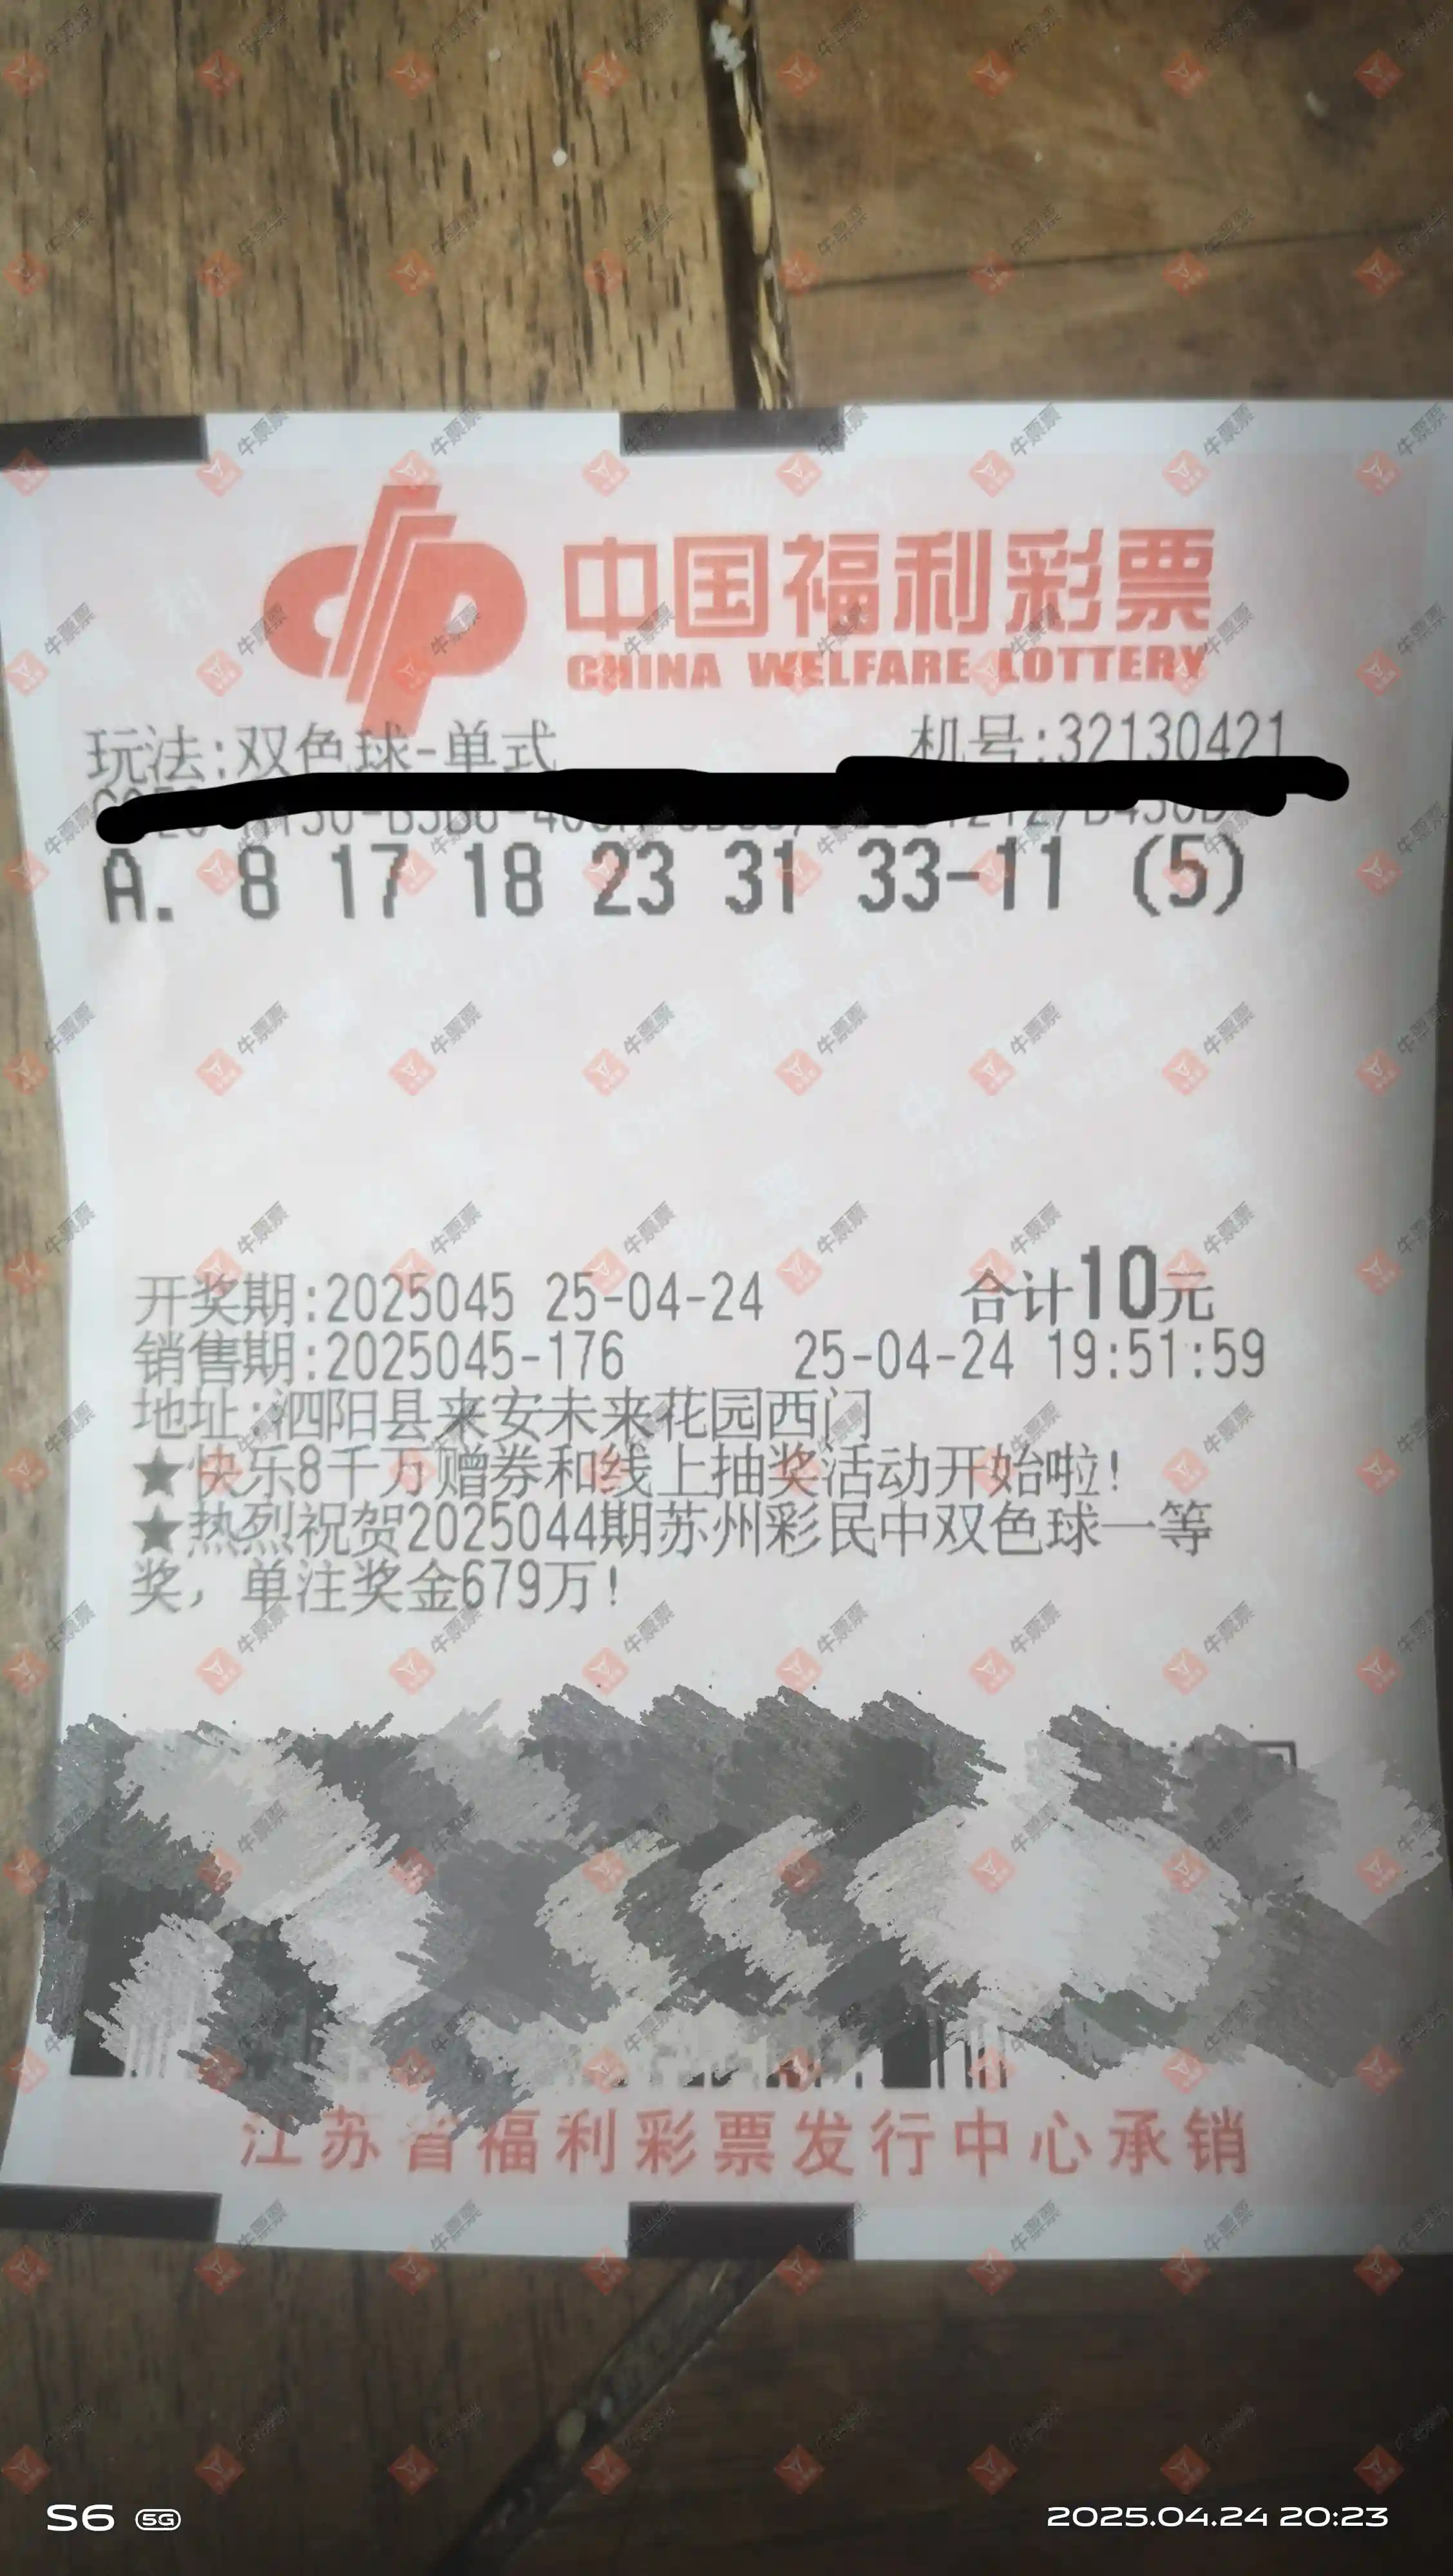 中国福利彩票
CHINA WELFARE LOTTERY
玩法:双色球-单式 机号:32130421
A. 8 17 18 23 31 33-11 (5)
开奖期:2025045 25-04-24 合计10元
销售期:2025045-176 25-04-24 19:51:59
地址:泗阳县来安未来花园西门
★快乐8千万赠券和线上抽奖活动开始啦!
★热烈祝贺2025044期苏州彩民中双色球一等
奖，单注奖金679万!
江苏省福利彩票发行中心承销
S6 5G 2025.04.24 20:23
牛票票